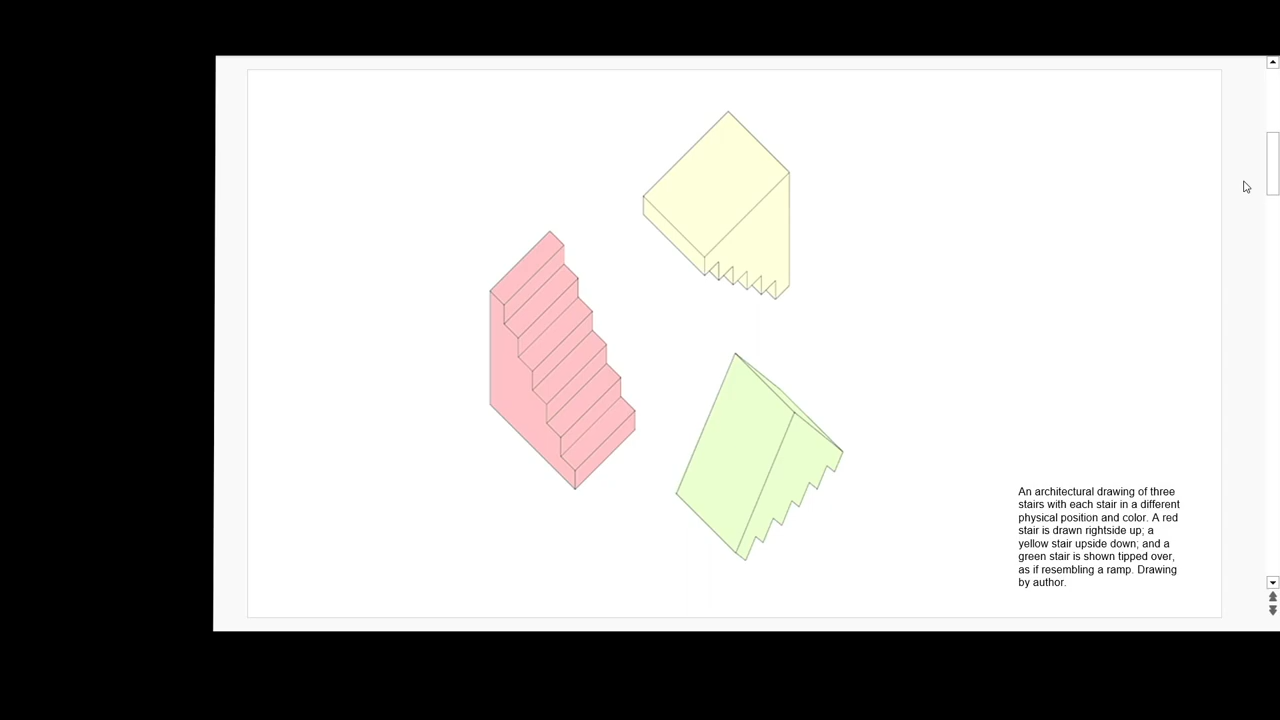 An architectural drawing of three
stairs with each stair in a different
physical position and color. A red
stair is drawn rightside up; a
yellow stair upside down; and a
green stair is shown tipped over,
as if resembling a ramp. Drawing
by author.